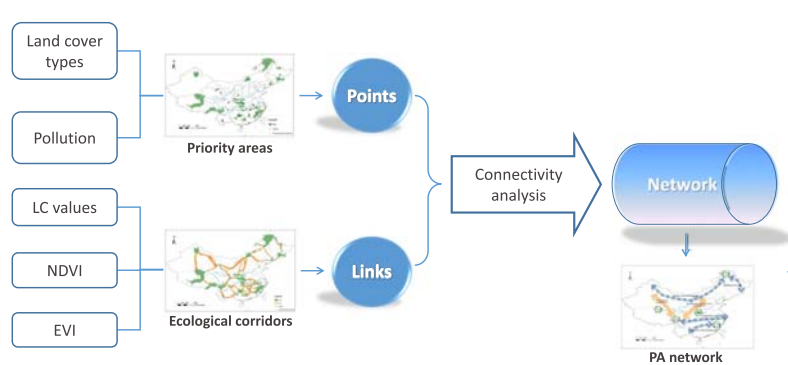 Land cover
types
Pollution
Priority areas
Points
LC values
NDVI
EVI
Ecological corridors
Links
Connectivity
analysis
Network
PA network